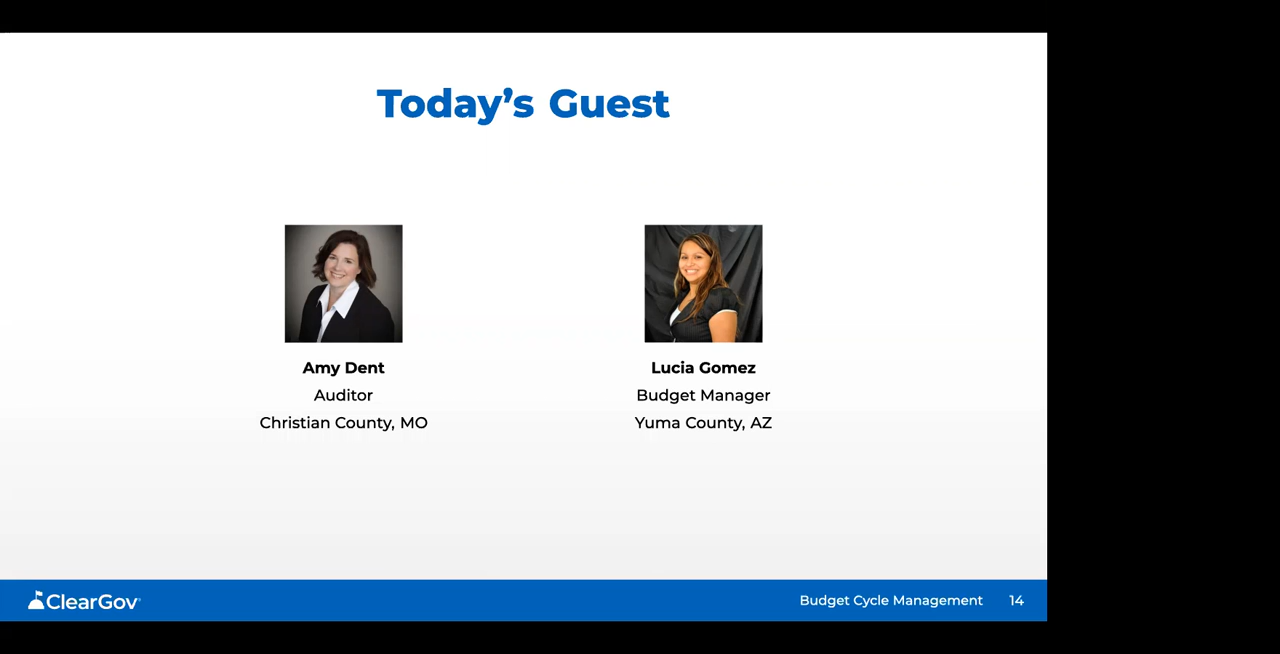 Today’s Guest
Amy Dent
Auditor
Christian County, MO
Lucia Gomez
Budget Manager
Yuma County, AZ
ClearGov
Budget Cycle Management 14